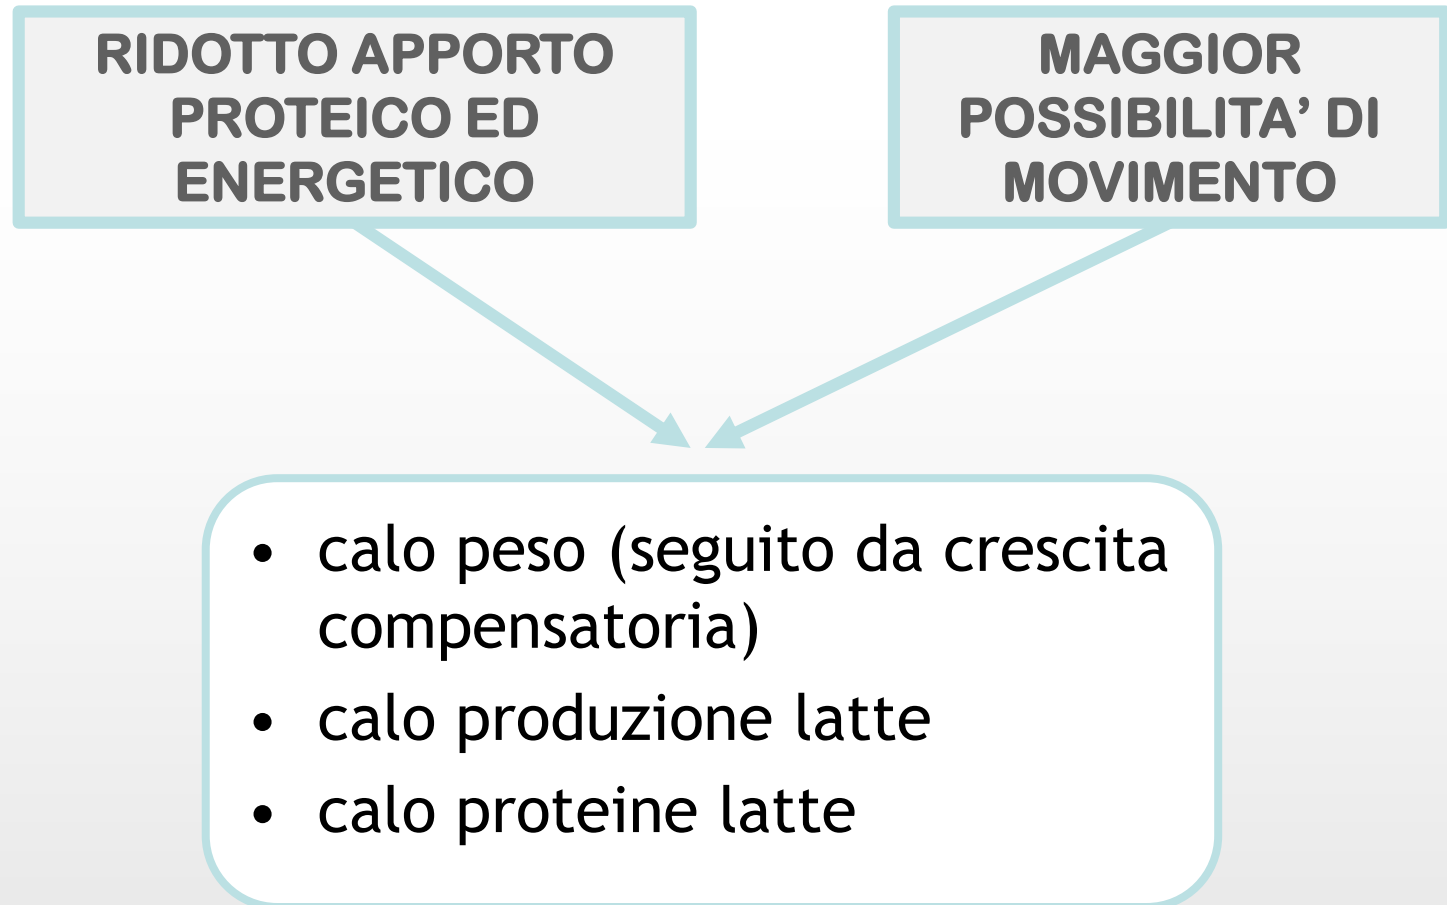 RIDOTTO APPORTO
PROTEICO ED
ENERGETICO
MAGGIOR
POSSIBILITA’ DI
MOVIMENTO
• calo peso (seguito da crescita
compensatoria)
• calo produzione latte
• calo proteine latte